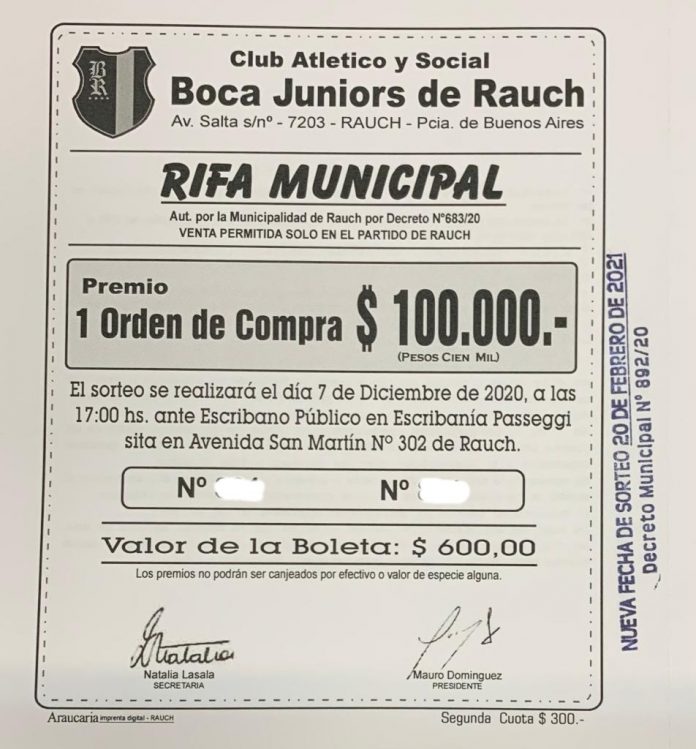 BR
Club Atletico y Social
Boca Juniors de Rauch
Av. Salta s/nº - 7203 - RAUCH - Pcia. de Buenos Aires
RIFA MUNICIPAL
Aut. por la Municipalidad de Rauch por Decreto Nº683/20
VENTA PERMITIDA SOLO EN EL PARTIDO DE RAUCH
Premio
1 Orden de Compra $ 100.000.-
(PESOS CIEN MIL)
El sorteo se realizará el día 7 de Diciembre de 2020, a las
17:00 hs. ante Escribano Público en Escribanía Passeggi
sita en Avenida San Martín Nº 302 de Rauch.
Nº Nº
Valor de la Boleta: $ 600,00
Los premios no podrán ser canjeados por efectivo o valor de especie alguna.
Natalia
Natalia Lasala
SECRETARIA
Mauro Dominguez
PRESIDENTE
Araucaria imprenta digital - RAUCH
Segunda Cuota $ 300.-
NUEVA FECHA DE SORTEO 20 DE FEBRERO DE 2021
Decreto Municipal Nº 892/20